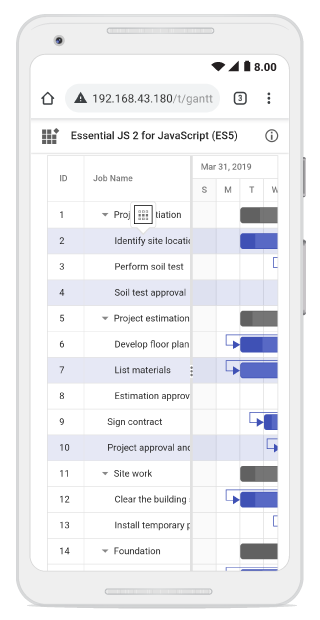 8.00
192.168.43.180/t/gantt
3
Essential JS 2 for JavaScript (ES5)
Mar 31, 2019
ID Job Name
S M T W
1 Proj tiation
2 Identify site locatio
3 Perform soil test
4 Soil test approval
5 Project estimation
6 Develop floor plan
7 List materials
8 Estimation approv
9 Sign contract
10 Project approval and
11 Site work
12 Clear the building
13 Install temporary p
14 Foundation